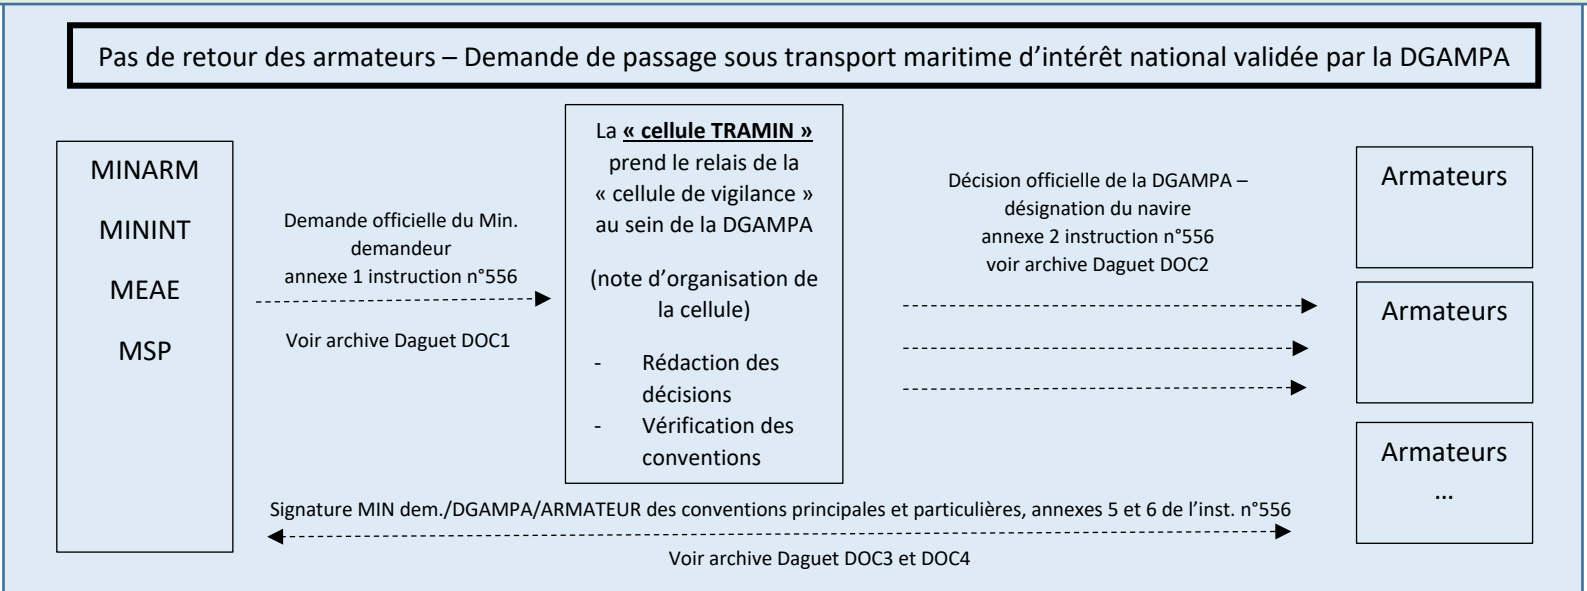 Pas de retour des armateurs – Demande de passage sous transport maritime d’intérêt national validée par la DGAMPA
MINARM
MININT
MEAE
MSP
Demande officielle du Min.
demandeur
annexe 1 instruction n°556
Voir archive Daguet DOC1
La « cellule TRAMIN »
prend le relais de la
« cellule de vigilance »
au sein de la DGAMPA
(note d’organisation de
la cellule)
- Rédaction des
décisions
- Vérification des
conventions
Décision officielle de la DGAMPA –
désignation du navire
annexe 2 instruction n°556
voir archive Daguet DOC2
Armateurs
Armateurs
Armateurs
...
Signature MIN dem./DGAMPA/ARMATEUR des conventions principales et particulières, annexes 5 et 6 de l’inst. n°556
Voir archive Daguet DOC3 et DOC4